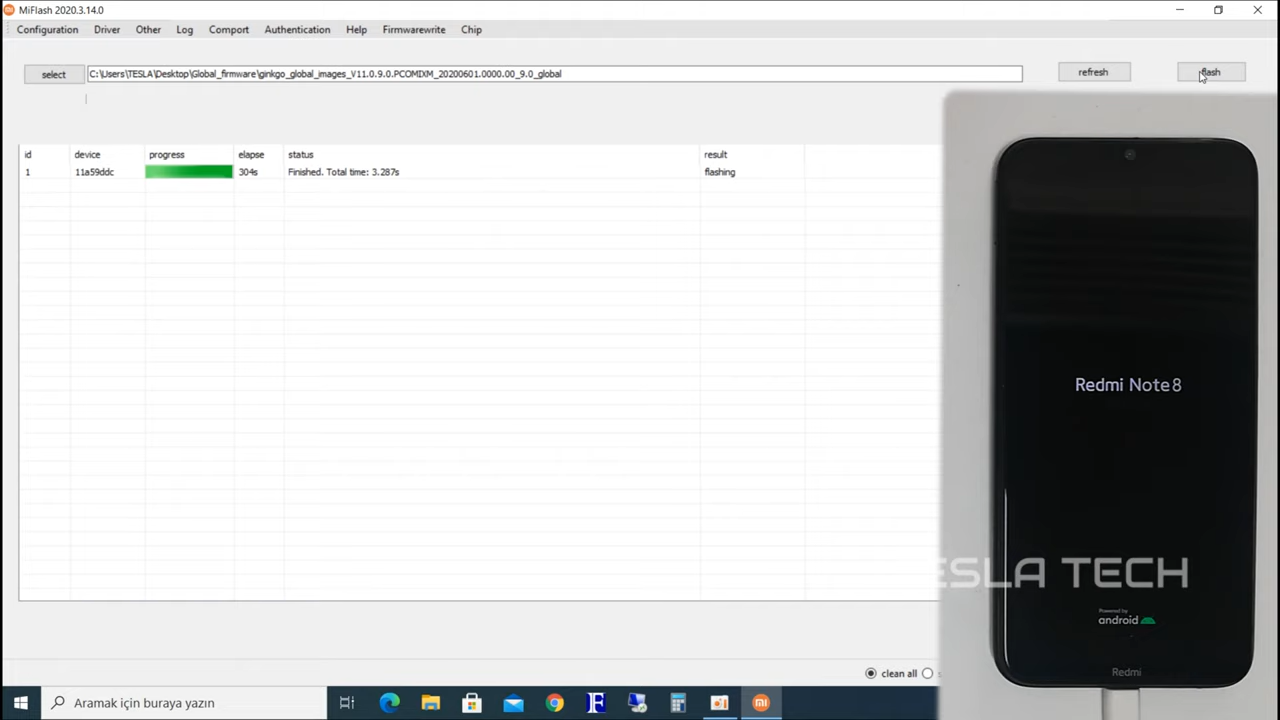 MiFlash 2020.3.14.0
Configuration Driver Other Log Comport Authentication Help Firmwarewrite Chip
select C:\Users\TESLA\Desktop\Global_firmware\ginkgo_global_images_V11.0.9.0.PCOMIXM_20200601.0000.00_9.0_global refresh flash
id device progress elapse status result
1 11a59ddc 304s Finished. Total time: 3.287s flashing
Redmi Note8
ESLA TECH
Powered by
android
Redmi
clean all
Aramak için buraya yazın